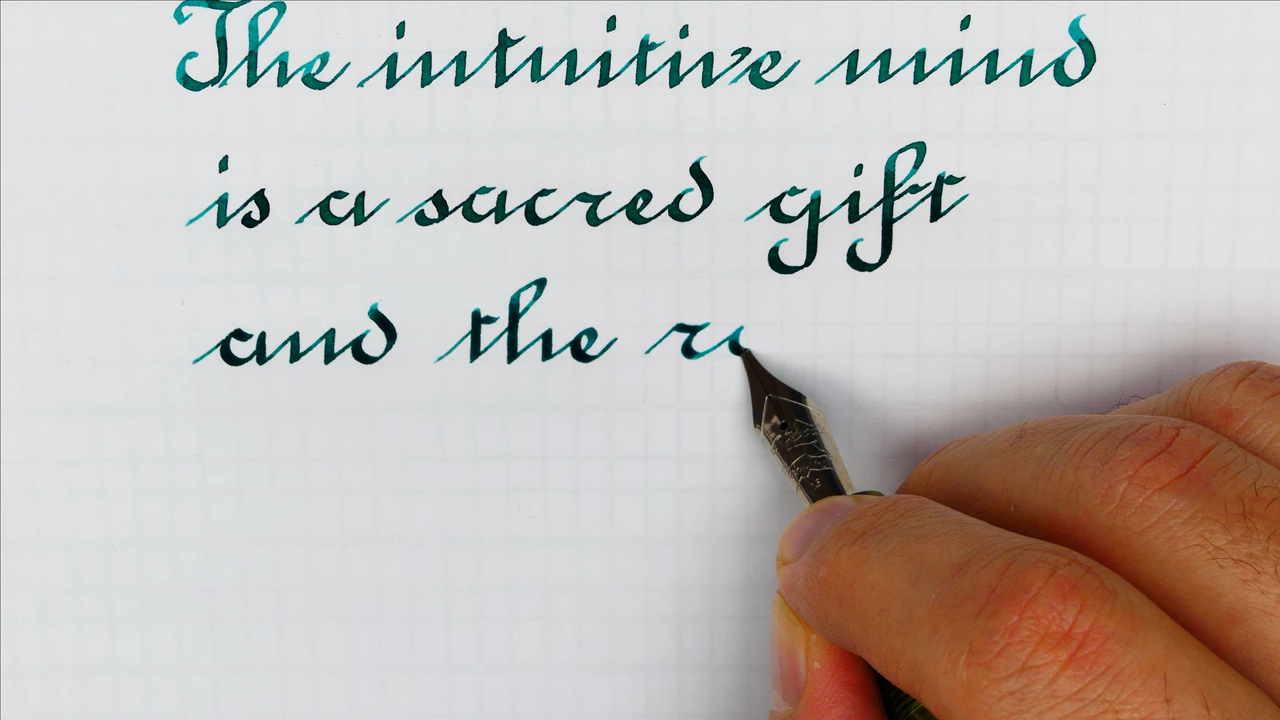 The intuitive mind
is a sacred gift
and the r